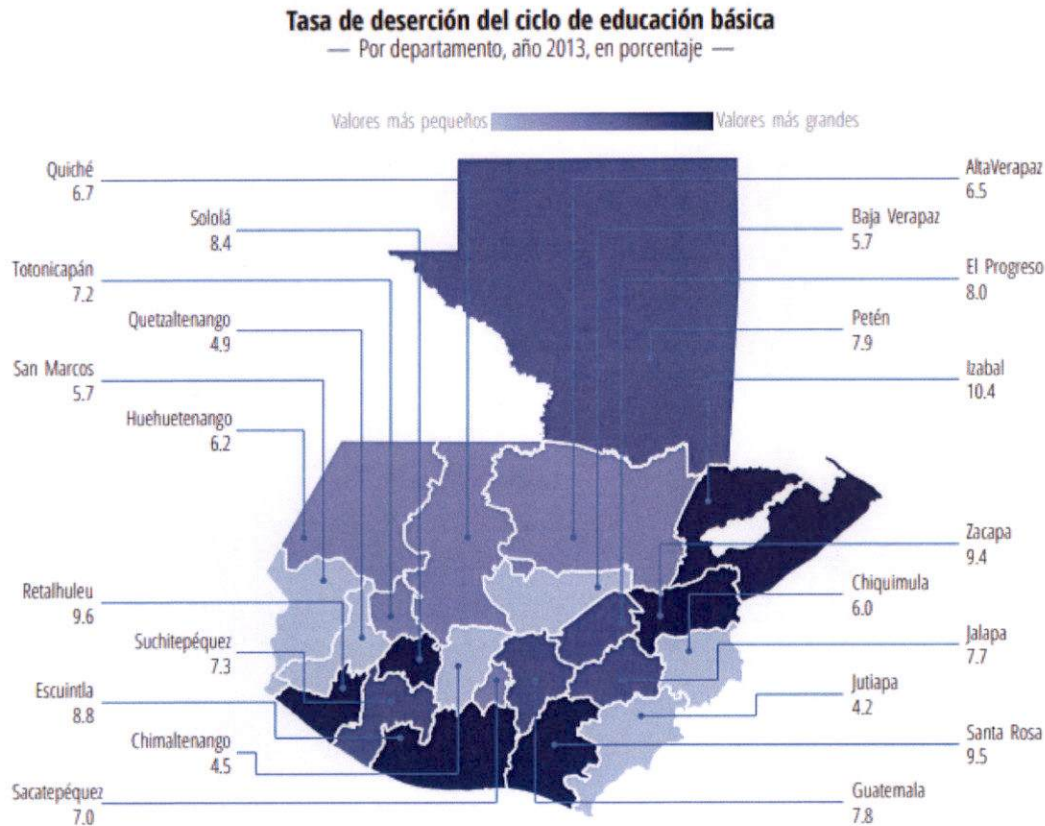 Tasa de deserción del ciclo de educación básica
— Por departamento, año 2013, en porcentaje —
Valores más pequeños
Valores más grandes
Quiché
6.7
Sololá
8.4
Totonicapán
7.2
Quetzaltenango
4.9
San Marcos
5.7
Huehuetenango
6.2
Retalhuleu
9.6
Suchitepéquez
7.3
Escuintla
8.8
Chimaltenango
4.5
Sacatepéquez
7.0
AltaVerapaz
6.5
Baja Verapaz
5.7
El Progreso
8.0
Petén
7.9
Izabal
10.4
Zacapa
9.4
Chiquimula
6.0
Jalapa
7.7
Jutiapa
4.2
Santa Rosa
9.5
Guatemala
7.8